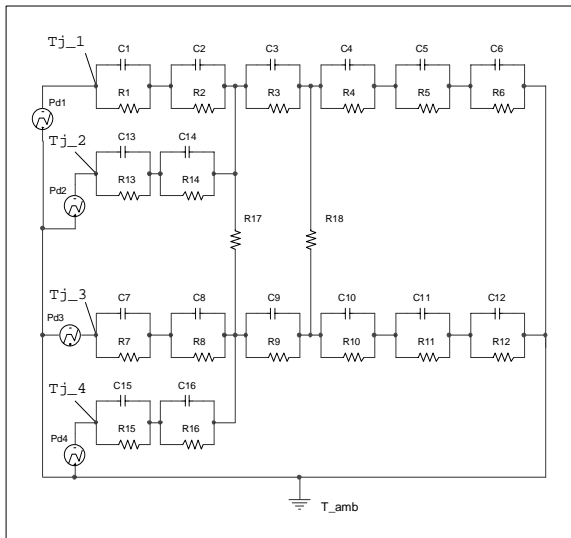 Tj_1
C1 C2 C3 C4 C5 C6
R1 R2 R3 R4 R5 R6
Pd1
Tj_2
C13 C14
R13 R14
Pd2
R17 R18
Tj_3
C7 C8 C9 C10 C11 C12
Pd3
R7 R8 R9 R10 R11 R12
Tj_4
C15 C16
R15 R16
Pd4
T_amb